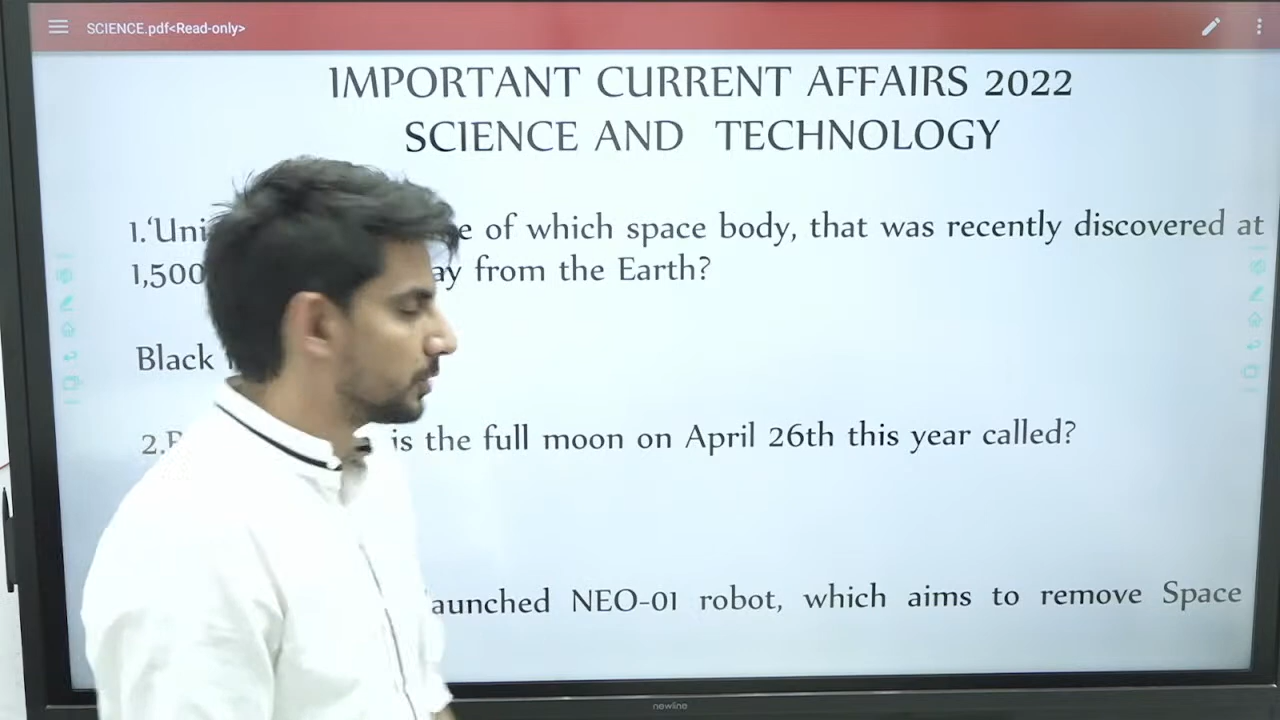 SCIENCE.pdf<Read-only>
IMPORTANT CURRENT AFFAIRS 2022
SCIENCE AND TECHNOLOGY
1.‘Uni e of which space body, that was recently discovered at
1,500 ay from the Earth?
Black
2. is the full moon on April 26th this year called?
aunched NEO-01 robot, which aims to remove Space
newline